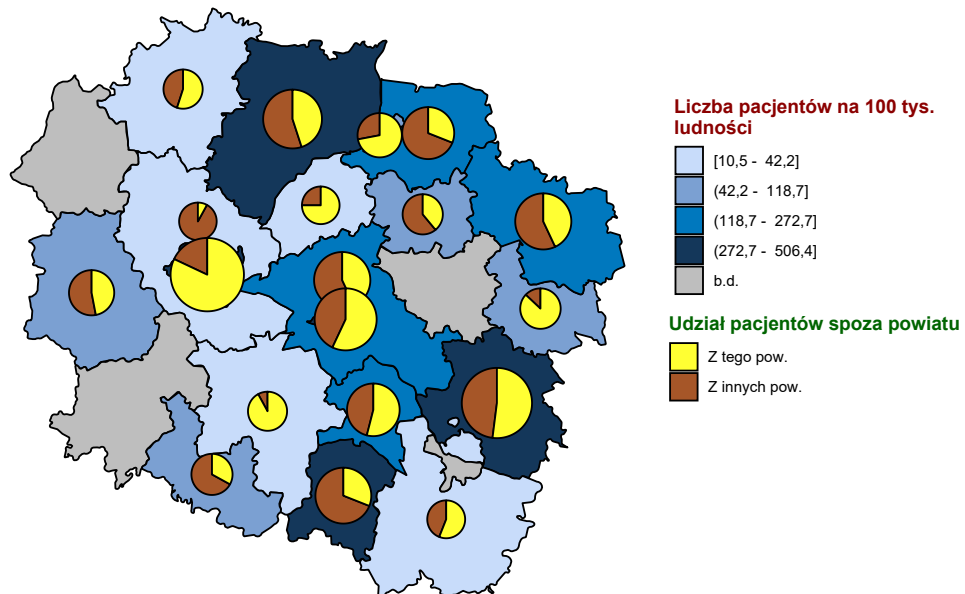 Liczba pacjentów na 100 tys.
ludności
[10,5 - 42,2]
(42,2 - 118,7]
(118,7 - 272,7]
(272,7 - 506,4]
b.d.
Udział pacjentów spoza powiatu
Z tego pow.
Z innych pow.